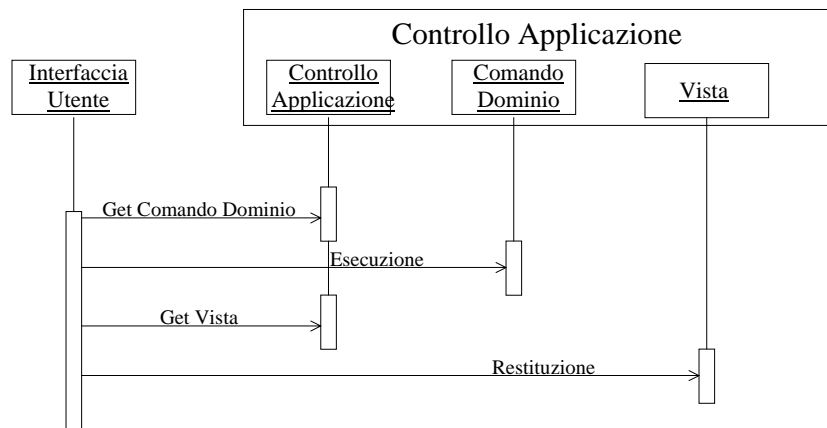 Controllo Applicazione
Interfaccia
Utente
Controllo
Applicazione
Comando
Dominio
Vista
Get Comando Dominio
Esecuzione
Get Vista
Restituzione